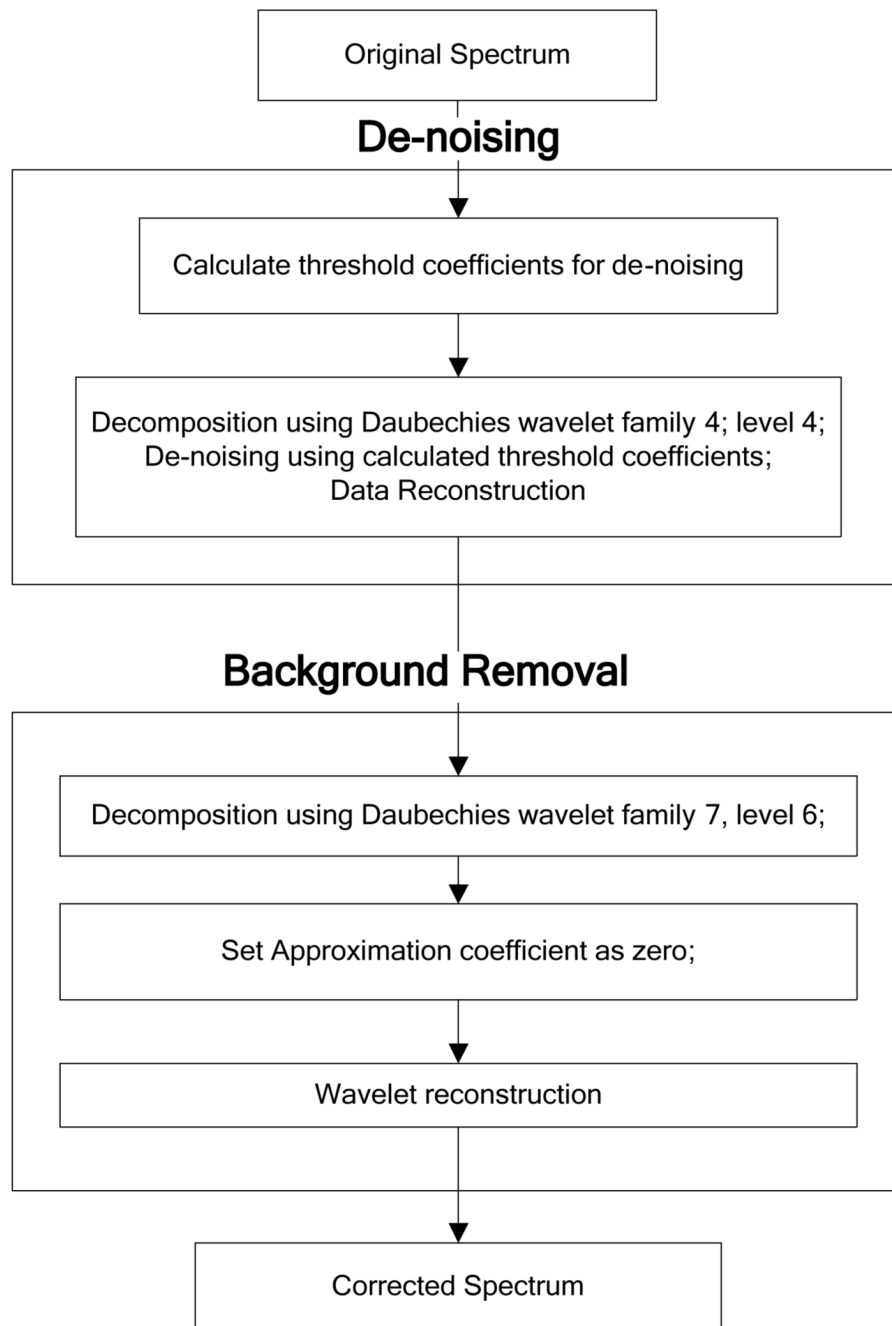 Original Spectrum
De-noising
Calculate threshold coefficients for de-noising
Decomposition using Daubechies wavelet family 4; level 4;
De-noising using calculated threshold coefficients;
Data Reconstruction
Background Removal
Decomposition using Daubechies wavelet family 7, level 6;
Set Approximation coefficient as zero;
Wavelet reconstruction
Corrected Spectrum